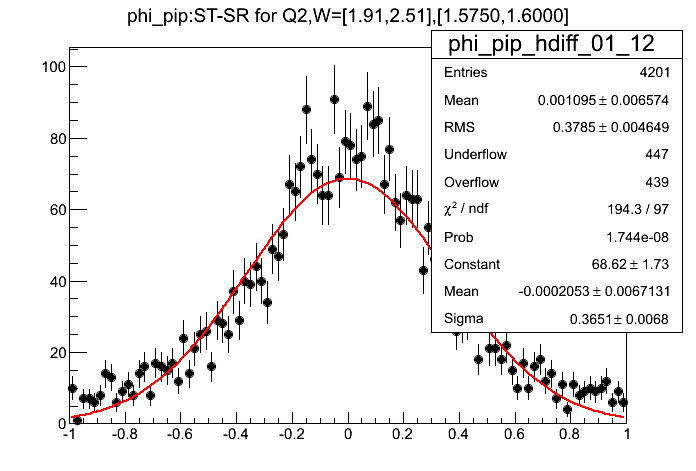 phi_pip:ST-SR for Q2,W=[1.91,2.51],[1.5750,1.6000]
phi_pip_hdiff_01_12
Entries 4201
Mean 0.001095 ± 0.006574
RMS 0.3785 ± 0.004649
Underflow 447
Overflow 439
χ² / ndf 194.3 / 97
Prob 1.744e-08
Constant 68.62 ± 1.73
Mean -0.0002053 ± 0.0067131
Sigma 0.3651 ± 0.0068
100
80
60
40
20
0
-1 -0.8 -0.6 -0.4 -0.2 0 0.2 0.4 0.6 0.8 1